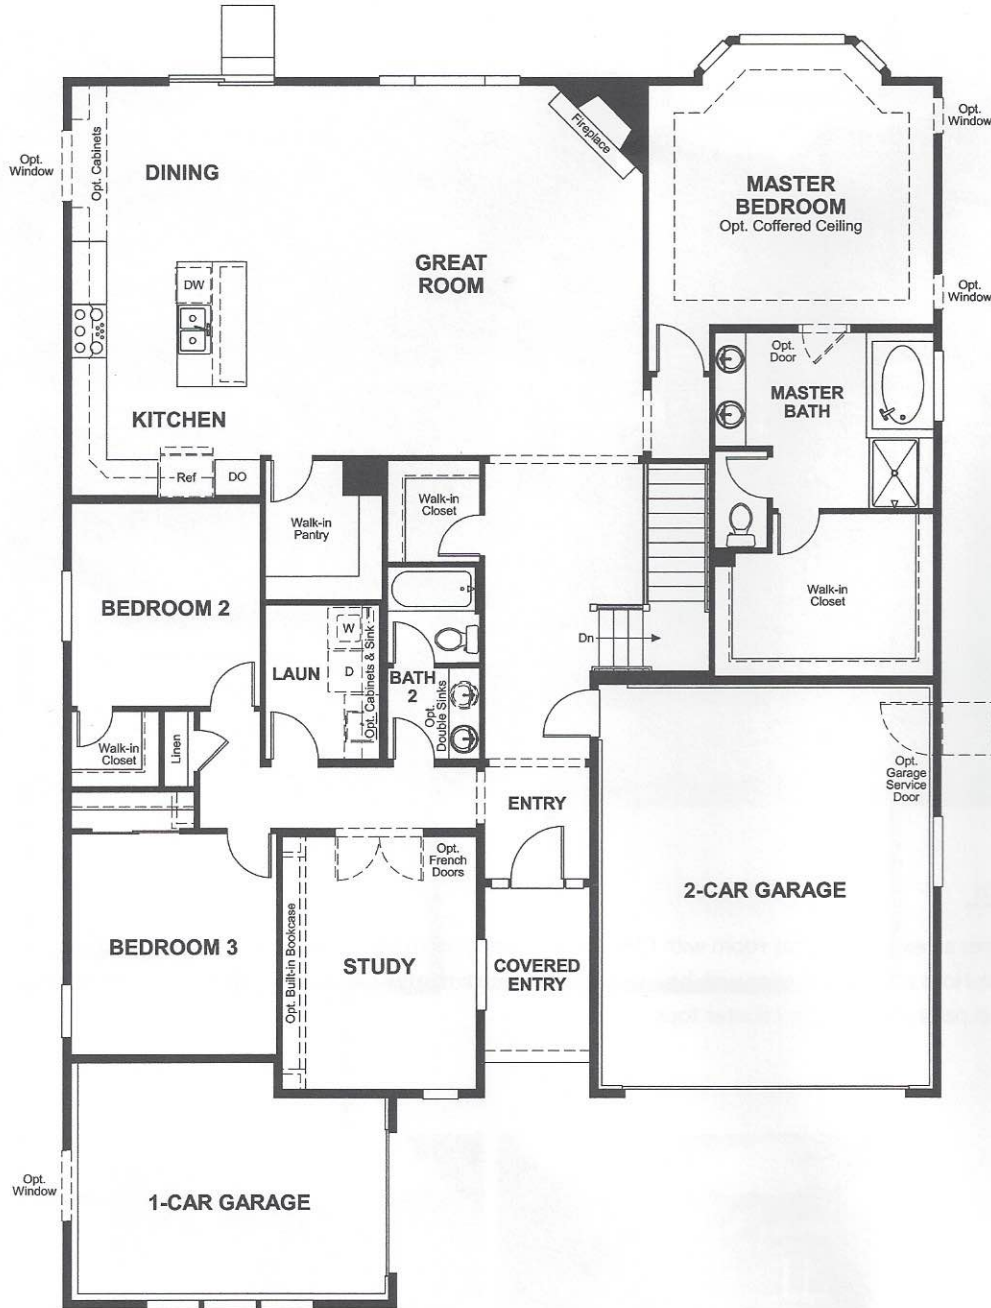 Opt.
Window
Opt. Cabinets
DINING
Fireplace
MASTER
BEDROOM
Opt. Coffered Ceiling
Opt.
Window
Opt.
Window
GREAT
ROOM
DW
KITCHEN
Ref
DO
Opt.
Door
MASTER
BATH
Walk-in
Pantry
Walk-in
Closet
Walk-in
Closet
BEDROOM 2
W
D
LAUN
Opt. Cabinets & Sink
BATH
2
Opt.
Double Sinks
Dn
Walk-in
Closet
Linen
ENTRY
Opt.
Garage
Service
Door
Opt.
French
Doors
2-CAR GARAGE
BEDROOM 3
Opt. Built-in Bookcase
STUDY
COVERED
ENTRY
Opt.
Window
1-CAR GARAGE